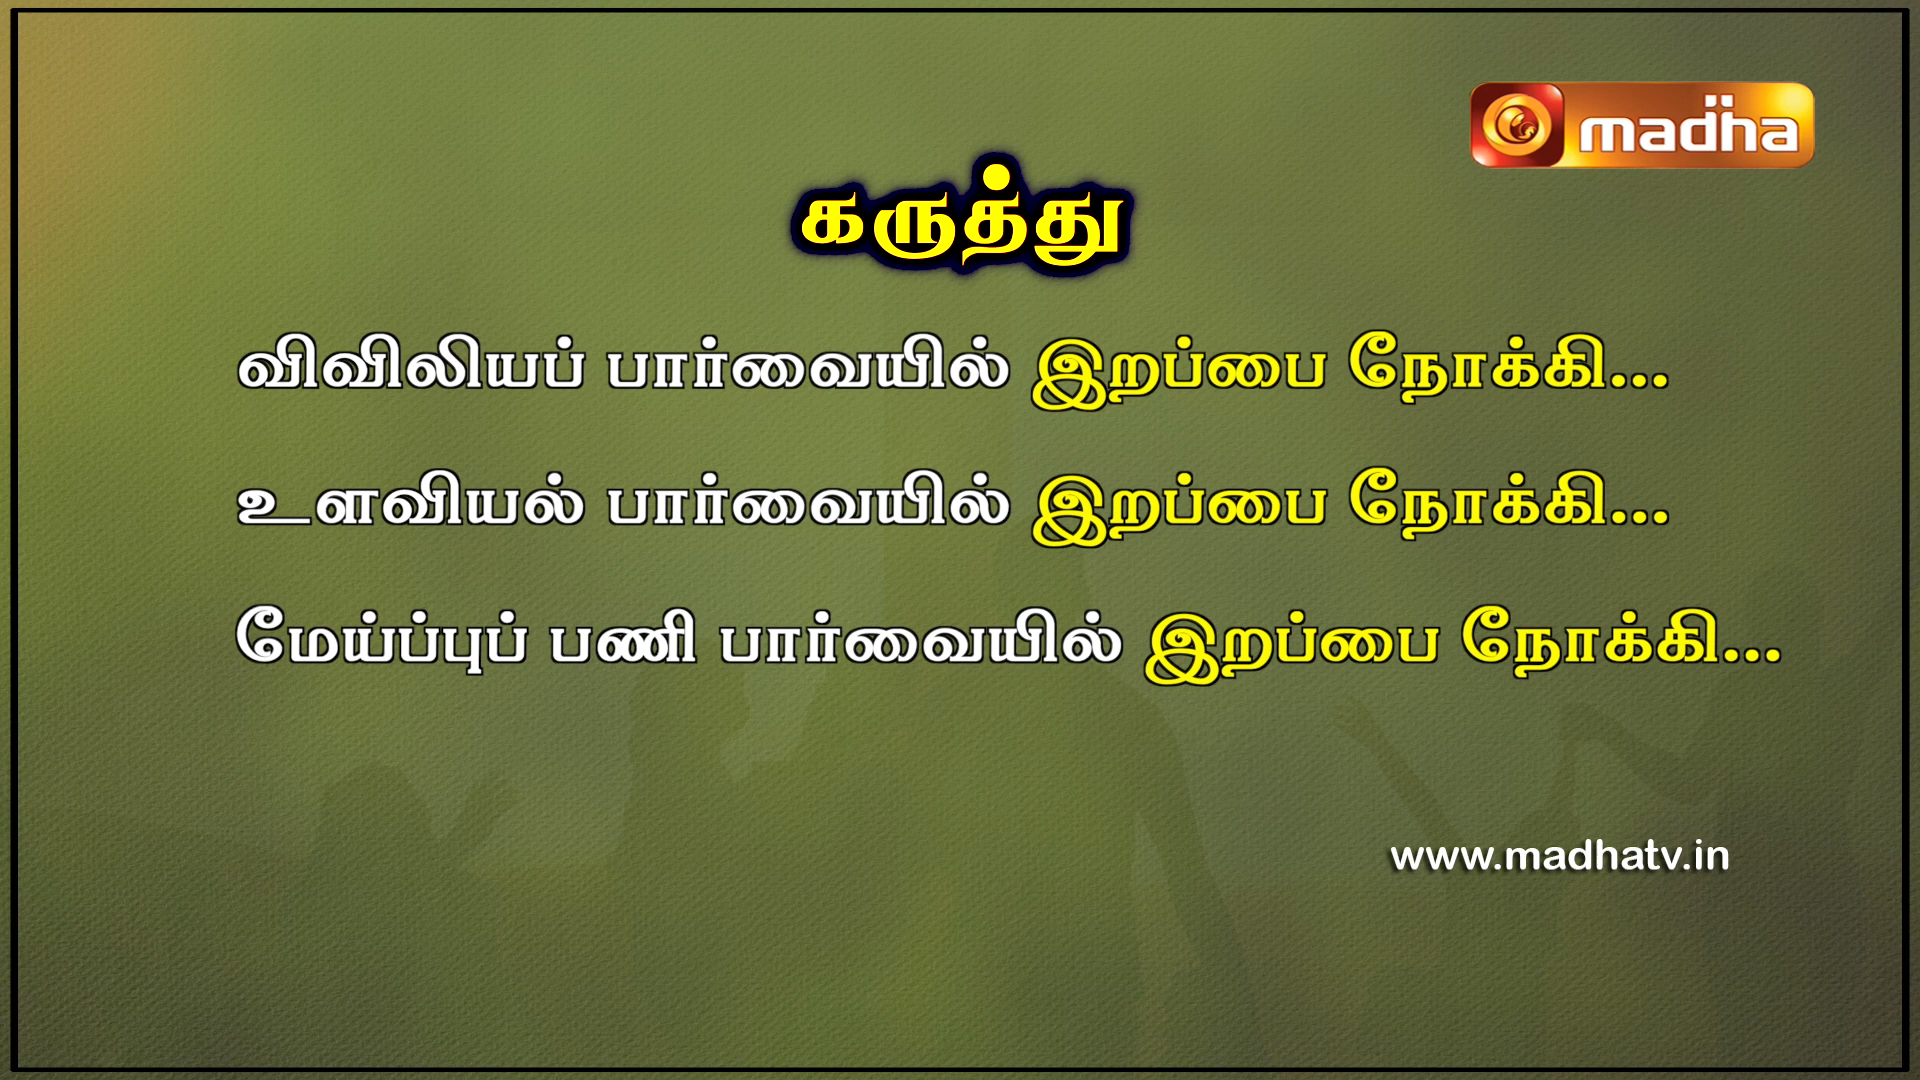 madha
கருத்து
விவிலியப் பார்வையில் இறப்பை நோக்கி...
உளவியல் பார்வையில் இறப்பை நோக்கி...
மேய்ப்புப் பணி பார்வையில் இறப்பை நோக்கி...
www.madhatv.in